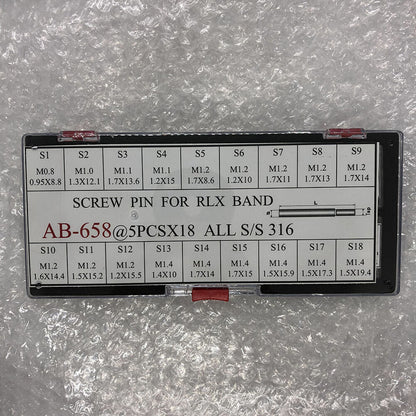 S1 S2 S3 S4 S5 S6 S7 S8 S9
M0.8 M1.0 M1.1 M1.1 M1.2 M1.2 M1.2 M1.2 M1.2
0.95X8.8 1.3X12.1 1.7X13.6 1.2X15 1.7X8.6 1.2X10 1.7X11 1.7X13 1.7X14
SCREW PIN FOR RLX BAND
L
AB-658@5PCSX18 ALL S/S 316
S10 S11 S12 S13 S14 S15 S16 S17 S18
M1.2 M1.2 M1.2 M1.4 M1.4 M1.4 M1.4 M1.4 M1.4
1.6X14.4 1.5X15.2 1.2X15.5 1.4X10 1.7X14 1.7X15 1.5X15.9 1.5X17.3 1.5X19.4